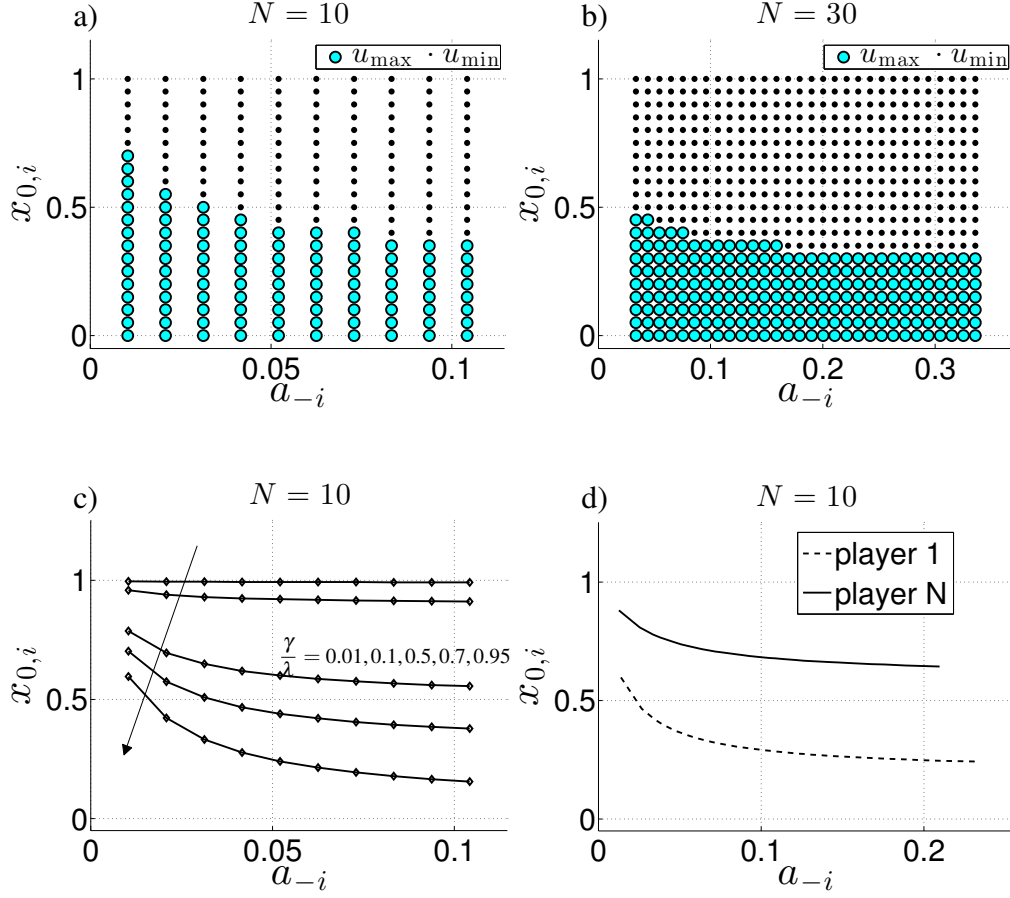 a) N = 10
u_max · u_min
1
0.5
0
x_{0,i}
0 0.05 0.1
a_{−i}
b) N = 30
u_max · u_min
1
0.5
0
x_{0,i}
0 0.1 0.2 0.3
a_{−i}
c) N = 10
1
0.5
0
x_{0,i}
γ/λ = 0.01, 0.1, 0.5, 0.7, 0.95
0 0.05 0.1
a_{−i}
d) N = 10
player 1
player N
1
0.5
0
x_{0,i}
0 0.1 0.2
a_{−i}